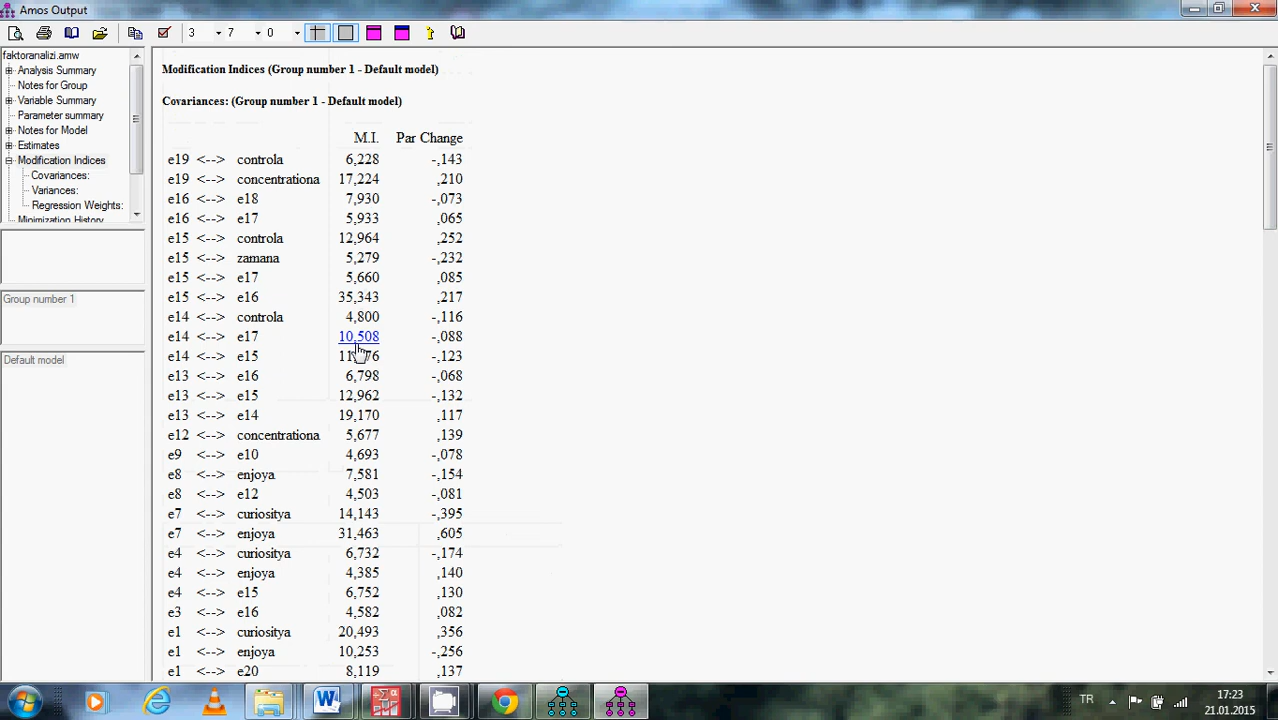 Amos Output
3 7 0
faktoranalizi.amw
Analysis Summary
Notes for Group
Variable Summary
Parameter summary
Notes for Model
Estimates
Modification Indices
Covariances:
Variances:
Regression Weights:
Minimization History
Group number 1
Default model
Modification Indices (Group number 1 - Default model)
Covariances: (Group number 1 - Default model)
M.I. Par Change
e19 <--> controla 6,228 -,143
e19 <--> concentrationa 17,224 ,210
e16 <--> e18 7,930 -,073
e16 <--> e17 5,933 ,065
e15 <--> controla 12,964 ,252
e15 <--> zamana 5,279 -,232
e15 <--> e17 5,660 ,085
e15 <--> e16 35,343 ,217
e14 <--> controla 4,800 -,116
e14 <--> e17 10,508 -,088
e14 <--> e15 -,123
e13 <--> e16 6,798 -,068
e13 <--> e15 12,962 -,132
e13 <--> e14 19,170 ,117
e12 <--> concentrationa 5,677 ,139
e9 <--> e10 4,693 -,078
e8 <--> enjoya 7,581 -,154
e8 <--> e12 4,503 -,081
e7 <--> curiositya 14,143 -,395
e7 <--> enjoya 31,463 ,605
e4 <--> curiositya 6,732 -,174
e4 <--> enjoya 4,385 ,140
e4 <--> e15 6,752 ,130
e3 <--> e16 4,582 ,082
e1 <--> curiositya 20,493 ,356
e1 <--> enjoya 10,253 -,256
e1 <--> e20 8,119 ,137
TR
17:23
21.01.2015